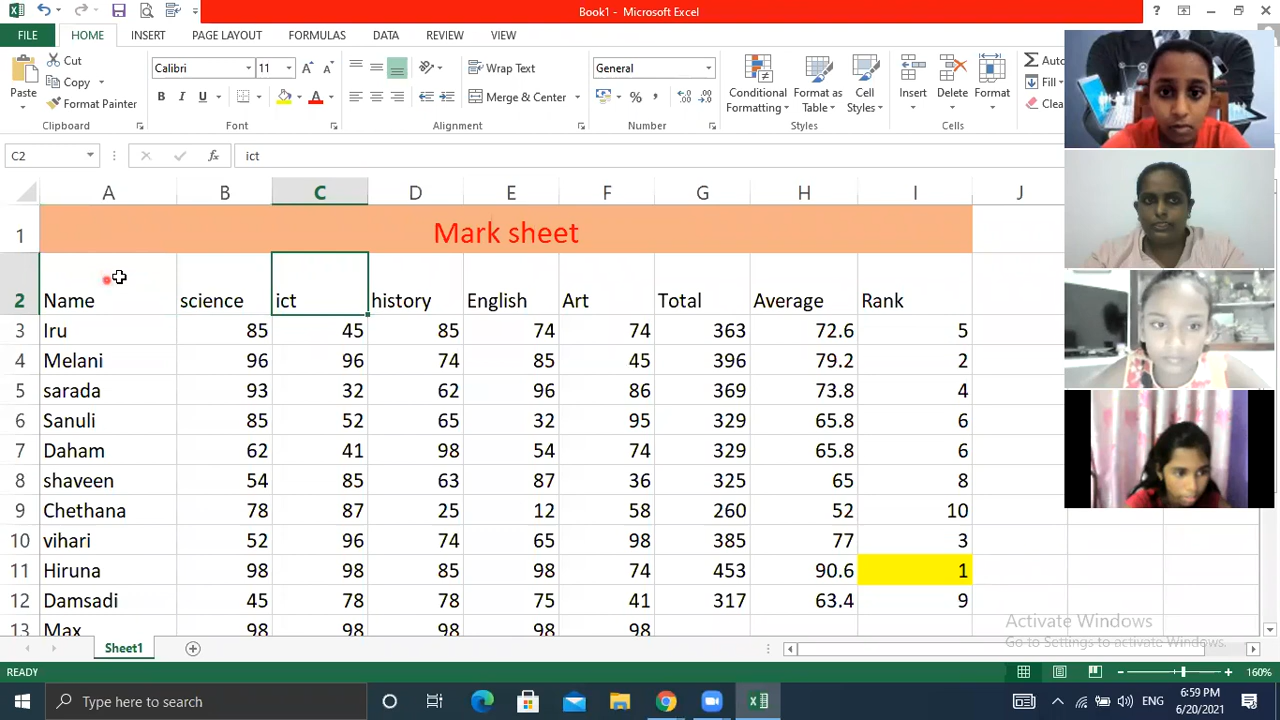 Book1 - Microsoft Excel
FILE HOME INSERT PAGE LAYOUT FORMULAS DATA REVIEW VIEW
Paste Cut Copy Format Painter
Calibri 11
B I U A
Wrap Text
Merge & Center
General
Conditional Formatting
Format as Table
Cell Styles
Insert Delete Format
Auto
Fill
Clea
Clipboard Font Alignment Number Styles Cells
C2 fx ict
A B C D E F G H I J
1 Mark sheet
2 Name science ict history English Art Total Average Rank
3 Iru 85 45 85 74 74 363 72.6 5
4 Melani 96 96 74 85 45 396 79.2 2
5 sarada 93 32 62 96 86 369 73.8 4
6 Sanuli 85 52 65 32 95 329 65.8 6
7 Daham 62 41 98 54 74 329 65.8 6
8 shaveen 54 85 63 87 36 325 65 8
9 Chethana 78 87 25 12 58 260 52 10
10 vihari 52 96 74 65 98 385 77 3
11 Hiruna 98 98 85 98 74 453 90.6 1
12 Damsadi 45 78 78 75 41 317 63.4 9
13 Max 98 98 98 98 98
Activate Windows
Go to Settings to activate Windows.
Sheet1
READY 160%
Type here to search
ENG
6:59 PM
6/20/2021